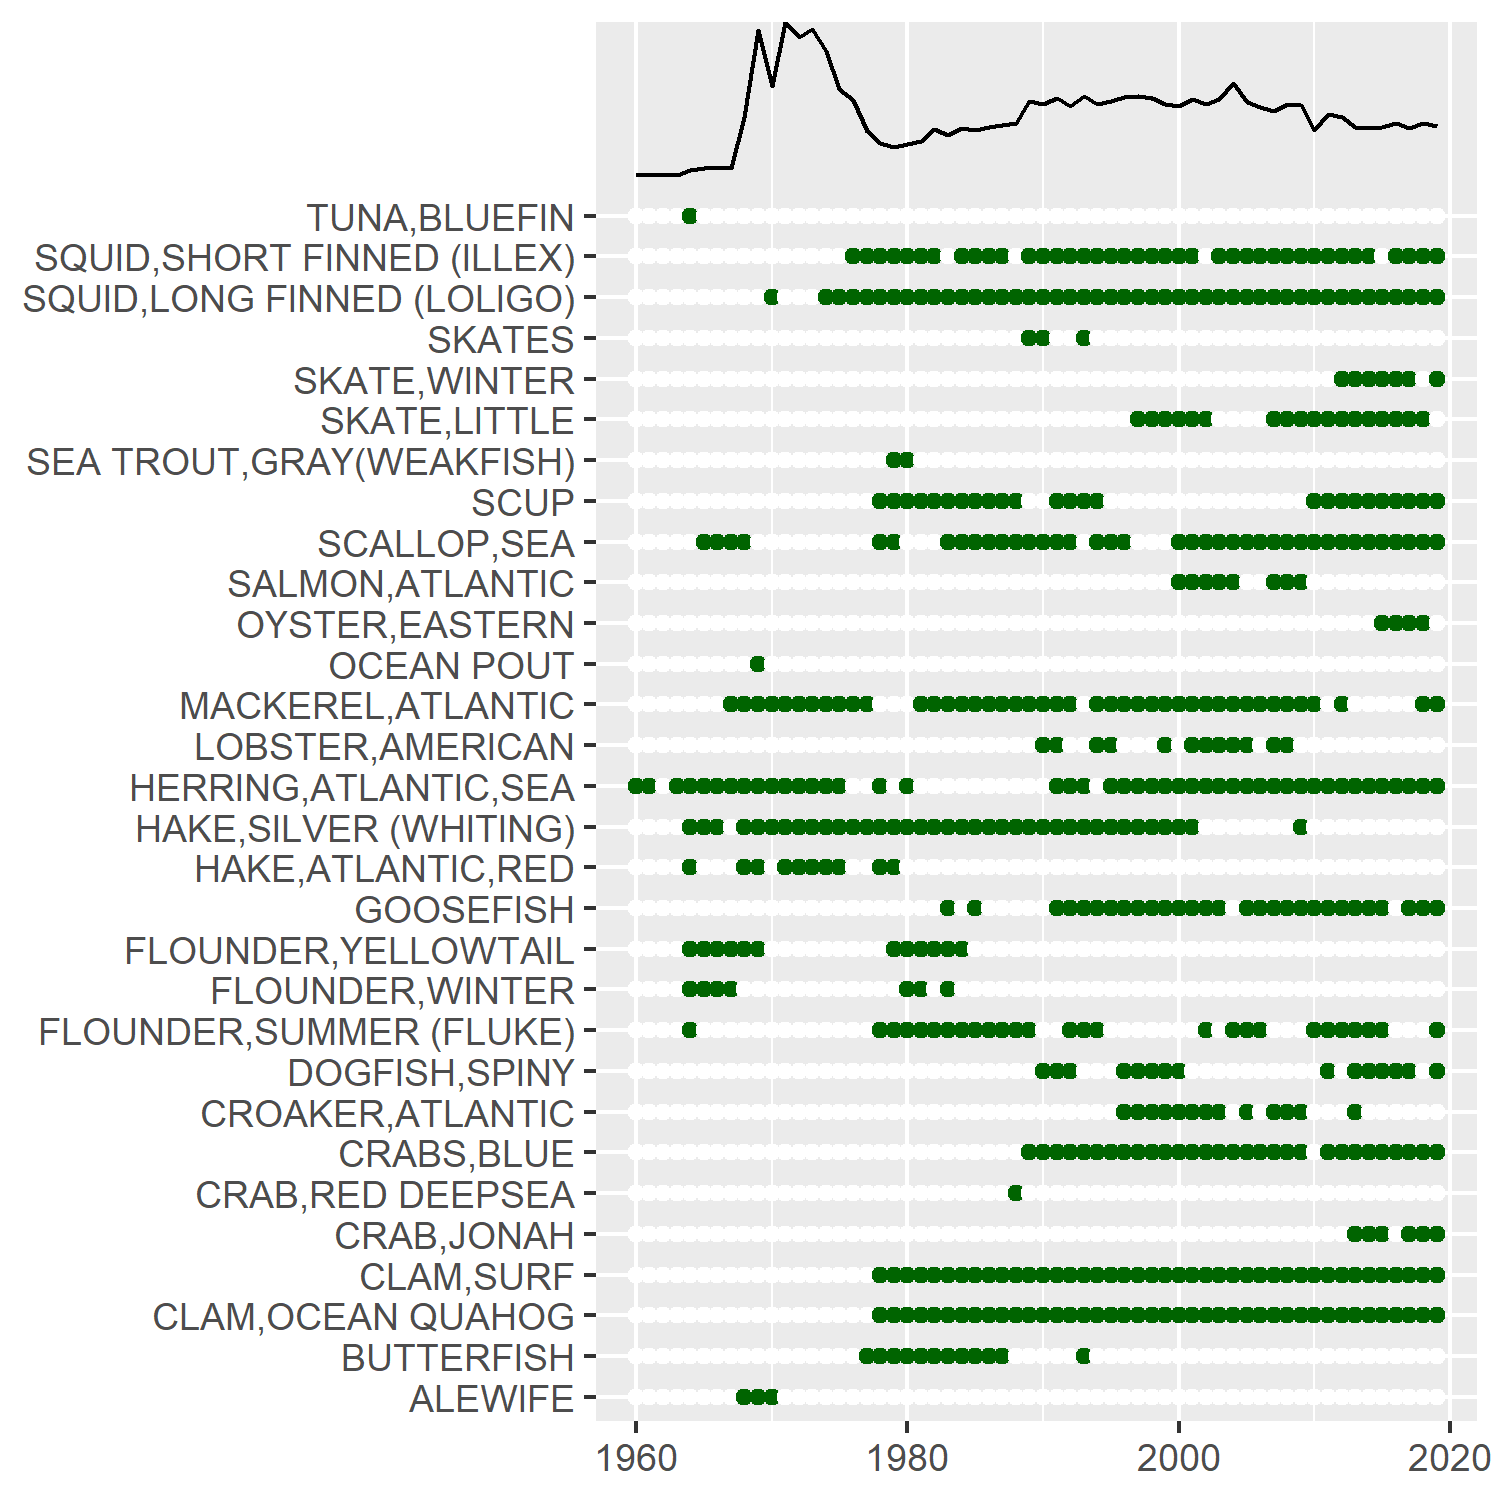 TUNA,BLUEFIN
SQUID,SHORT FINNED (ILLEX)
SQUID,LONG FINNED (LOLIGO)
SKATES
SKATE,WINTER
SKATE,LITTLE
SEA TROUT,GRAY(WEAKFISH)
SCUP
SCALLOP,SEA
SALMON,ATLANTIC
OYSTER,EASTERN
OCEAN POUT
MACKEREL,ATLANTIC
LOBSTER,AMERICAN
HERRING,ATLANTIC,SEA
HAKE,SILVER (WHITING)
HAKE,ATLANTIC,RED
GOOSEFISH
FLOUNDER,YELLOWTAIL
FLOUNDER,WINTER
FLOUNDER,SUMMER (FLUKE)
DOGFISH,SPINY
CROAKER,ATLANTIC
CRABS,BLUE
CRAB,RED DEEPSEA
CRAB,JONAH
CLAM,SURF
CLAM,OCEAN QUAHOG
BUTTERFISH
ALEWIFE
1960 1980 2000 2020